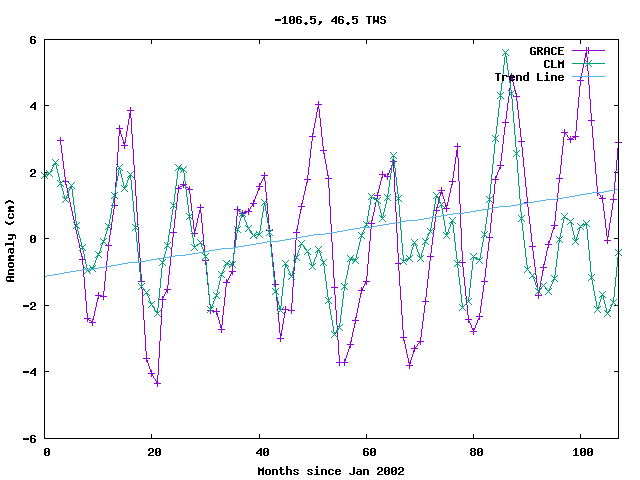 -106.5, 46.5 TWS
GRACE
CLM
Trend Line
6
4
2
0
-2
-4
-6
Anomaly (cm)
0 20 40 60 80 100
Months since Jan 2002